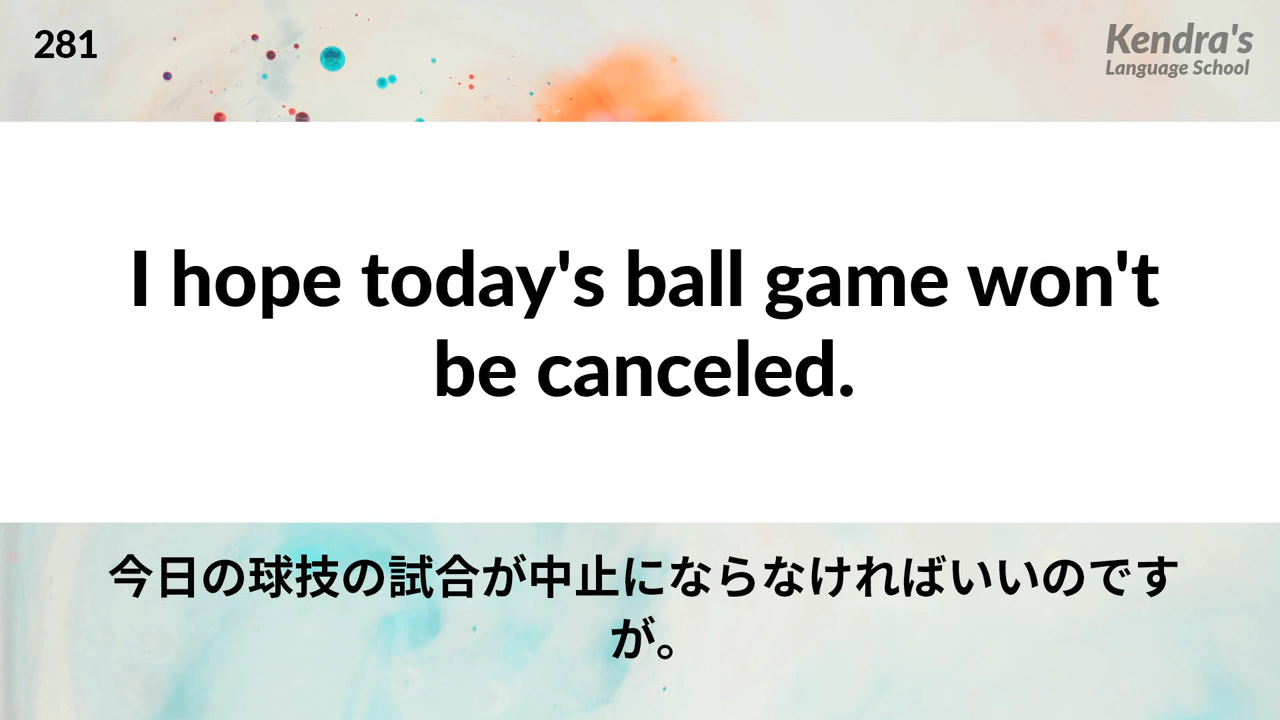 281
Kendra's
Language School
I hope today's ball game won't
be canceled.
今日の球技の試合が中止にならなければいいのです
が。